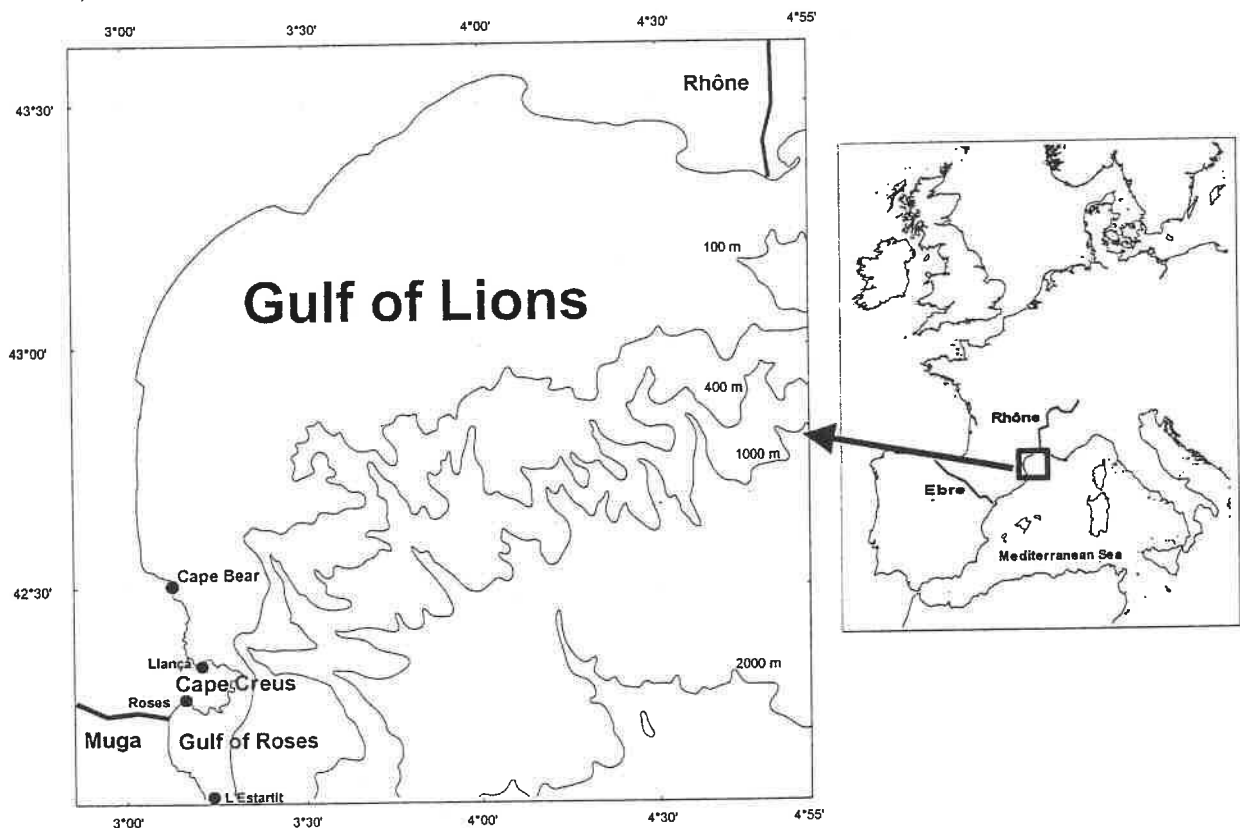 3°00' 3°30' 4°00' 4°30' 4°55'
Rhône
43°30'
100 m
Gulf of Lions
43°00'
400 m
1000 m
Cape Bear
42°30'
Llançà
2000 m
Cape Creus
Roses
Muga
Gulf of Roses
L'Estartit
3°00' 3°30' 4°00' 4°30' 4°55'
Rhône
Ebre
Mediterranean Sea